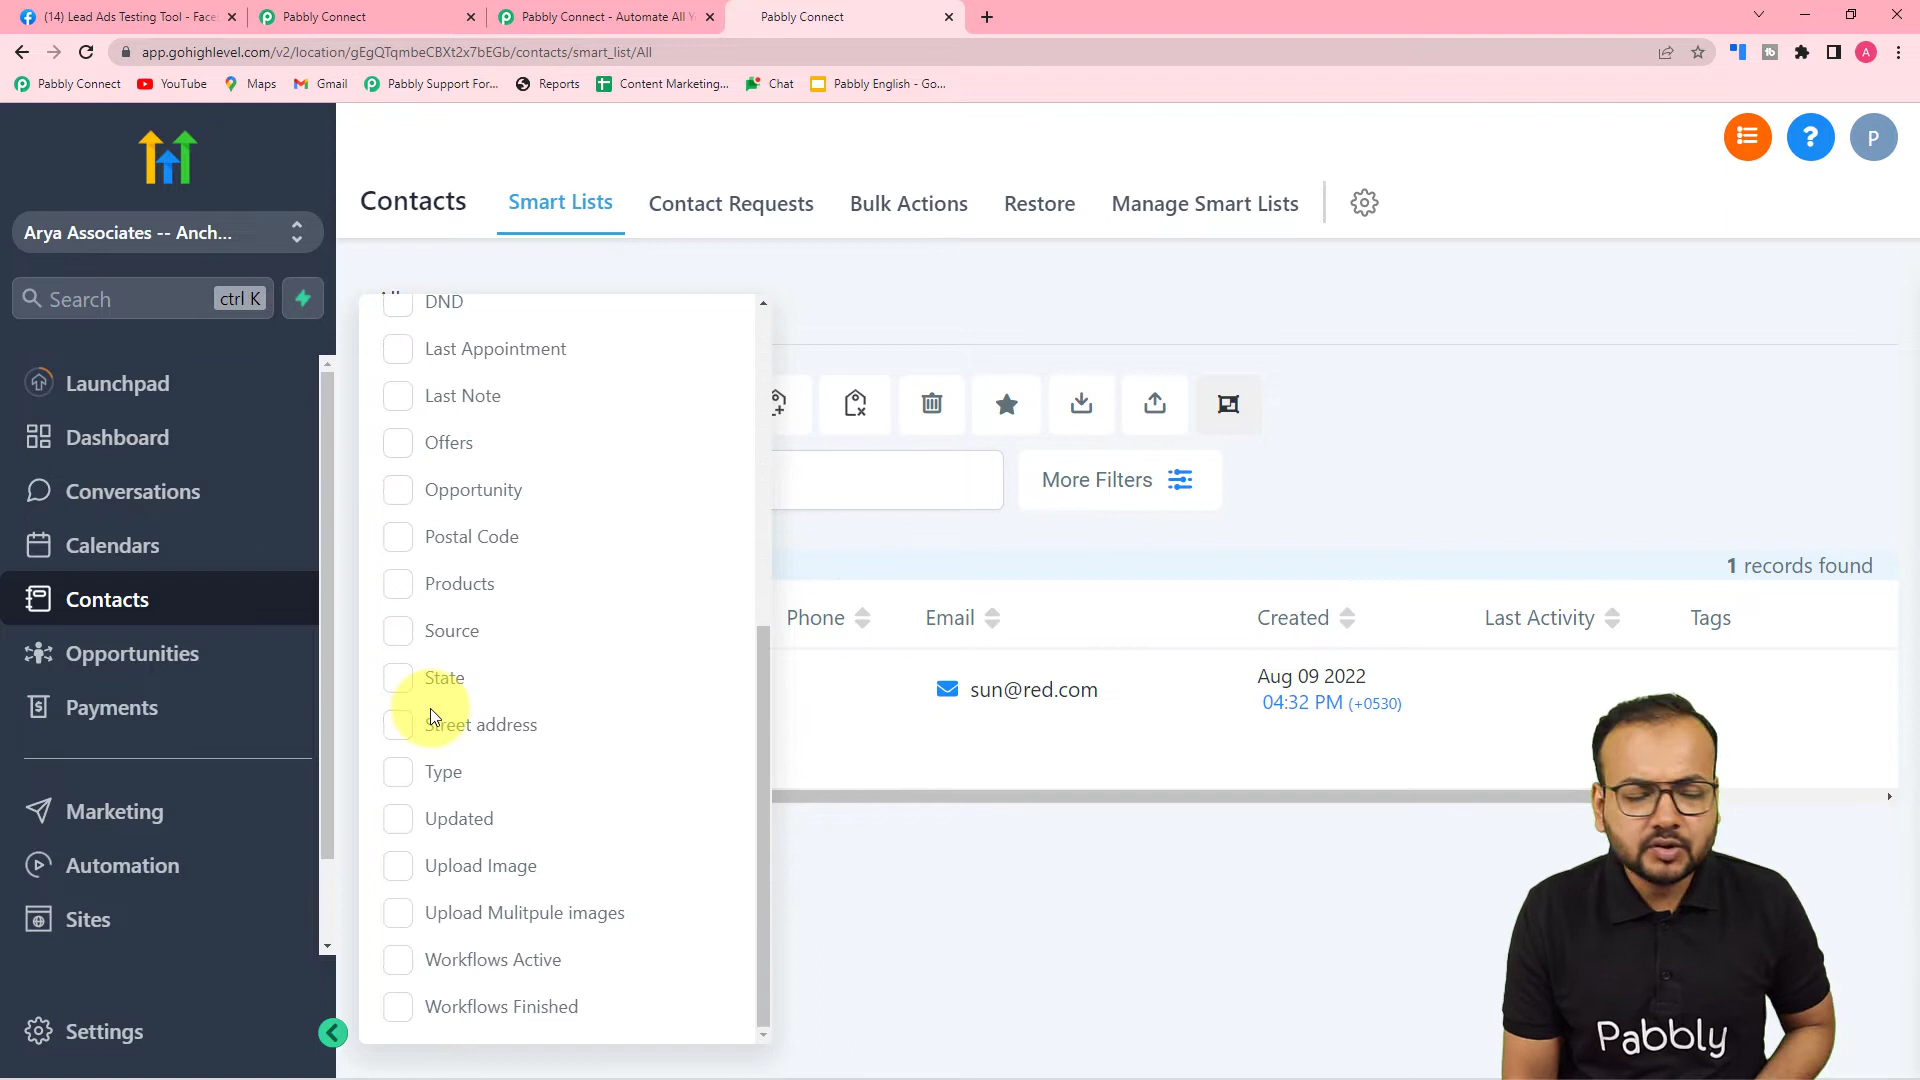 (14) Lead Ads Testing Tool - Face
Pabbly Connect
Pabbly Connect - Automate All Y
Pabbly Connect
app.gohighlevel.com/v2/location/gEgQTqmbeCBXt2x7bEGb/contacts/smart_list/All
A
Pabbly Connect
YouTube
Maps
Gmail
Pabbly Support For...
Reports
Content Marketing...
Chat
Pabbly English - Go...
P
Contacts
Smart Lists
Contact Requests
Bulk Actions
Restore
Manage Smart Lists
Arya Associates -- Anch...
Search
ctrl K
Launchpad
Dashboard
Conversations
Calendars
Contacts
Opportunities
Payments
Marketing
Automation
Sites
Settings
DND
Last Appointment
Last Note
Offers
Opportunity
Postal Code
Products
Source
State
Street address
Type
Updated
Upload Image
Upload Mulitpule images
Workflows Active
Workflows Finished
More Filters
1 records found
Phone
Email
Created
Last Activity
Tags
sun@red.com
Aug 09 2022
04:32 PM (+0530)
Pabbly